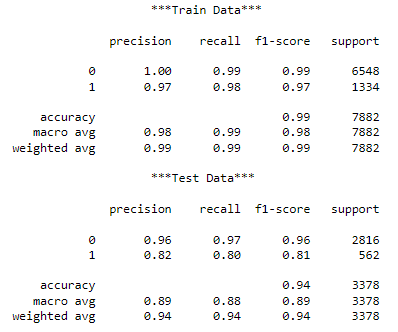 ***Train Data***
precision recall f1-score support
0 1.00 0.99 0.99 6548
1 0.97 0.98 0.97 1334
accuracy 0.99 7882
macro avg 0.98 0.99 0.98 7882
weighted avg 0.99 0.99 0.99 7882
***Test Data***
precision recall f1-score support
0 0.96 0.97 0.96 2816
1 0.82 0.80 0.81 562
accuracy 0.94 3378
macro avg 0.89 0.88 0.89 3378
weighted avg 0.94 0.94 0.94 3378